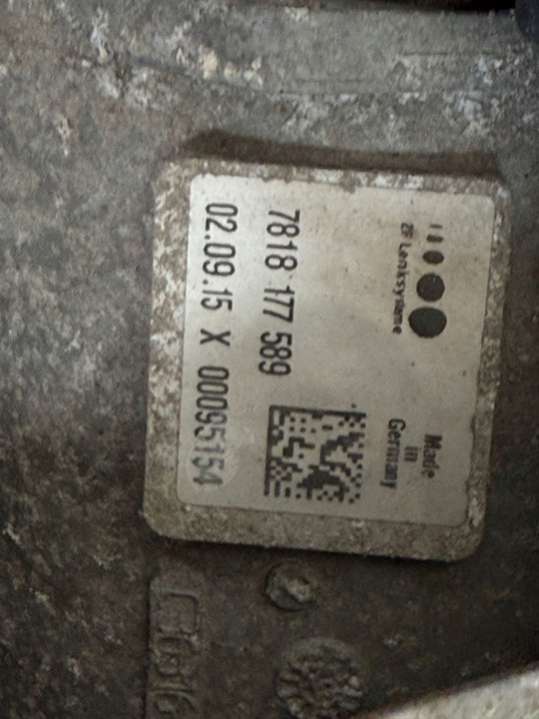 ZF Lenksysteme
Made
in
Germany
7818 177 589
02.09.15 X 00095154